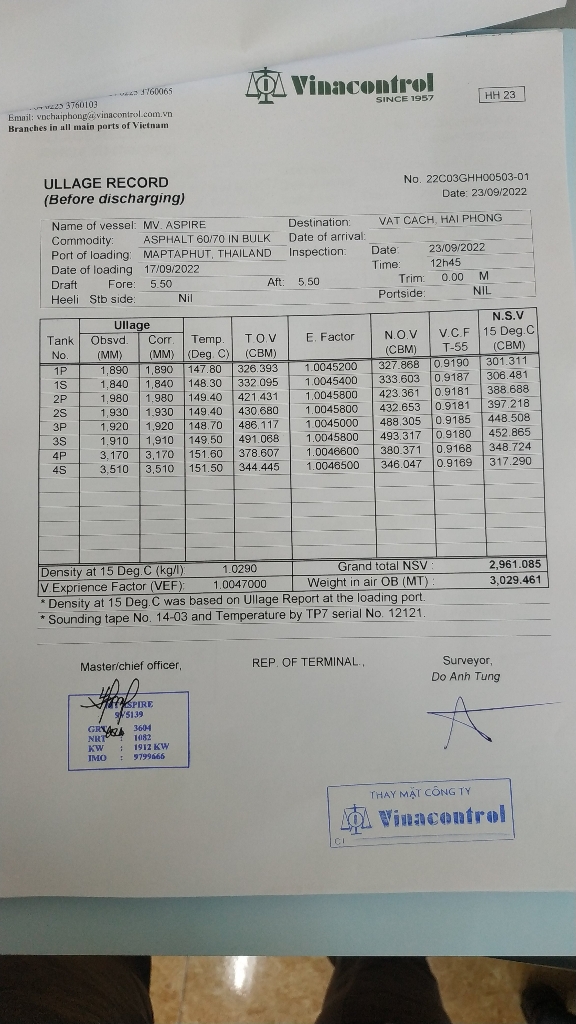 3760065
0225 3760103
Email: vnchaiphong@vinacontrol.com.vn
Branches in all main ports of Vietnam
Vinacontrol
SINCE 1957
HH 23
ULLAGE RECORD
(Before discharging)
No. 22C03GHH00503-01
Date: 23/09/2022
Name of vessel: MV. ASPIRE Destination: VAT CACH, HAI PHONG
Commodity: ASPHALT 60/70 IN BULK Date of arrival:
Port of loading: MAPTAPHUT, THAILAND Inspection: Date: 23/09/2022
Date of loading 17/09/2022 Time: 12h45
Draft Fore: 5.50 Aft: 5.50 Trim: 0.00 M
Heeli Stb side: Nil Portside: NIL
Tank No. Ullage Obsvd. (MM) Corr. (MM) Temp. (Deg. C) T.O.V (CBM) E. Factor N.O.V (CBM) V.C.F T-55 N.S.V 15 Deg.C (CBM)
1P 1,890 1,890 147.80 326.393 1.0045200 327.868 0.9190 301.311
1S 1,840 1,840 148.30 332.095 1.0045400 333.603 0.9187 306.481
2P 1,980 1,980 149.40 421.431 1.0045800 423.361 0.9181 388.688
2S 1,930 1,930 149.40 430.680 1.0045800 432.653 0.9181 397.218
3P 1,920 1,920 148.70 486.117 1.0045000 488.305 0.9185 448.508
3S 1,910 1,910 149.50 491.068 1.0045800 493.317 0.9180 452.865
4P 3,170 3,170 151.60 378.607 1.0046600 380.371 0.9168 348.724
4S 3,510 3,510 151.50 344.445 1.0046500 346.047 0.9169 317.290
Density at 15 Deg.C (kg/l) 1.0290 Grand total NSV : 2,961.085
V.Exprience Factor (VEF): 1.0047000 Weight in air OB (MT) : 3,029.461
* Density at 15 Deg.C was based on Ullage Report at the loading port.
* Sounding tape No. 14-03 and Temperature by TP7 serial No. 12121.
Master/chief officer, REP. OF TERMINAL., Surveyor,
Do Anh Tung
ASPIRE
9V5139
GRT : 3604
NRT : 1082
KW : 1912 KW
IMO : 9799666
THAY MẶT CÔNG TY
Vinacontrol